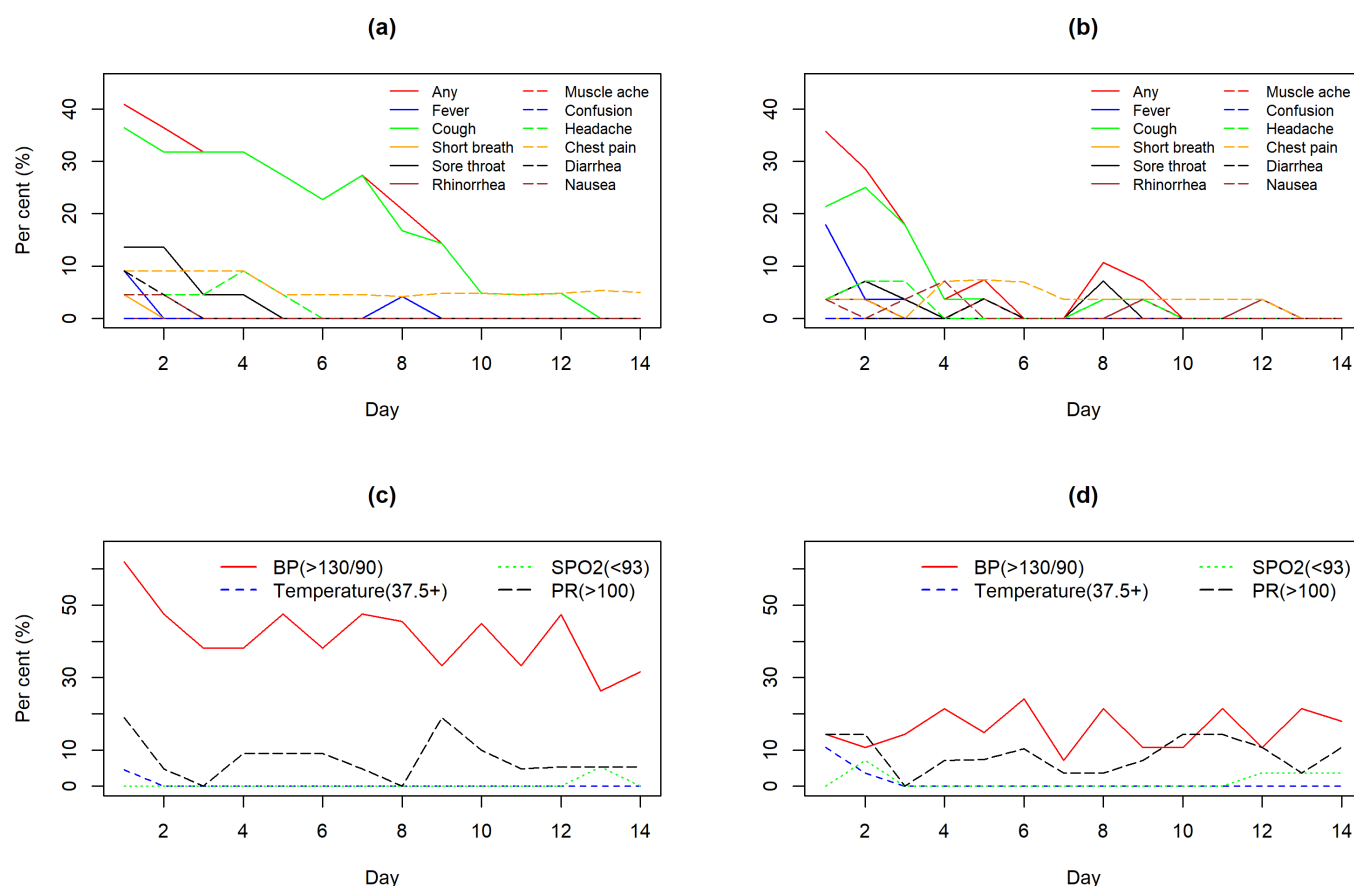 (a)
Per cent (%)
40
30
20
10
0
Any
Fever
Cough
Short breath
Sore throat
Rhinorrhea
Muscle ache
Confusion
Headache
Chest pain
Diarrhea
Nausea
2 4 6 8 10 12 14
Day
(b)
40
30
20
10
0
Any
Fever
Cough
Short breath
Sore throat
Rhinorrhea
Muscle ache
Confusion
Headache
Chest pain
Diarrhea
Nausea
2 4 6 8 10 12 14
Day
(c)
Per cent (%)
50
30
10
0
BP(>130/90)
Temperature(37.5+)
SPO2(<93)
PR(>100)
2 4 6 8 10 12 14
Day
(d)
50
30
10
0
BP(>130/90)
Temperature(37.5+)
SPO2(<93)
PR(>100)
2 4 6 8 10 12 14
Day